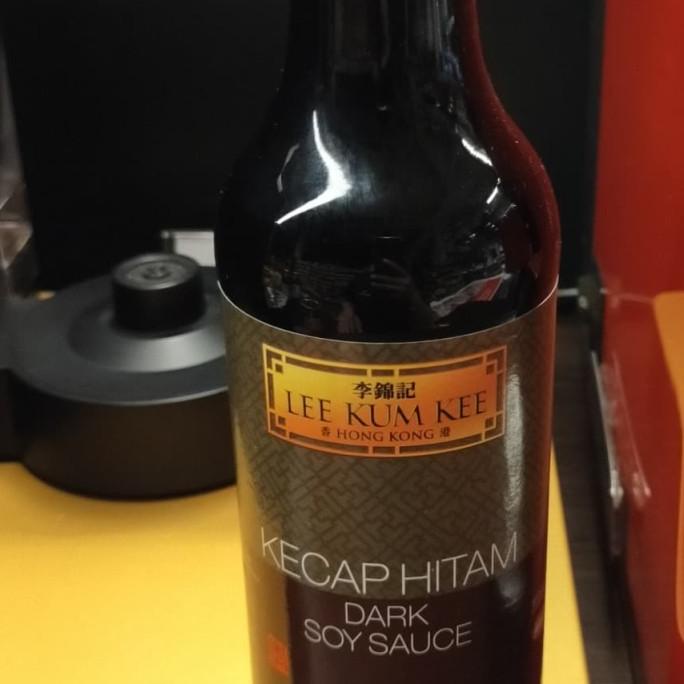 李錦記
LEE KUM KEE
香 HONG KONG 港
KECAP HITAM
DARK
SOY SAUCE